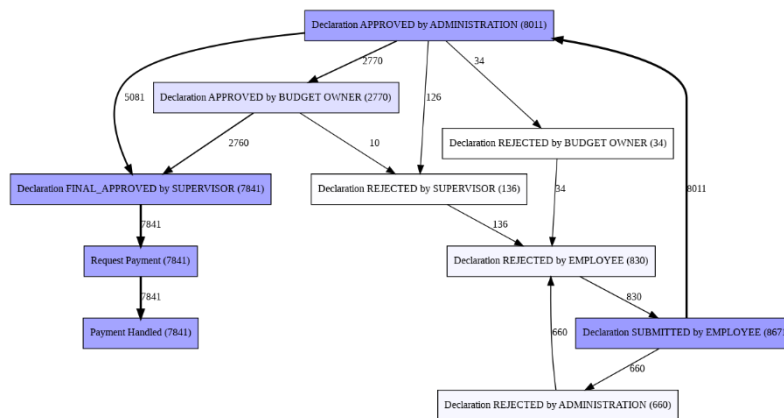 Declaration APPROVED by ADMINISTRATION (8011)
2770
34
5081
126
Declaration APPROVED by BUDGET OWNER (2770)
2760
10
Declaration REJECTED by BUDGET OWNER (34)
Declaration FINAL_APPROVED by SUPERVISOR (7841)
Declaration REJECTED by SUPERVISOR (136)
34
8011
7841
136
Request Payment (7841)
Declaration REJECTED by EMPLOYEE (830)
7841
830
Payment Handled (7841)
660
Declaration SUBMITTED by EMPLOYEE (8671
660
Declaration REJECTED by ADMINISTRATION (660)